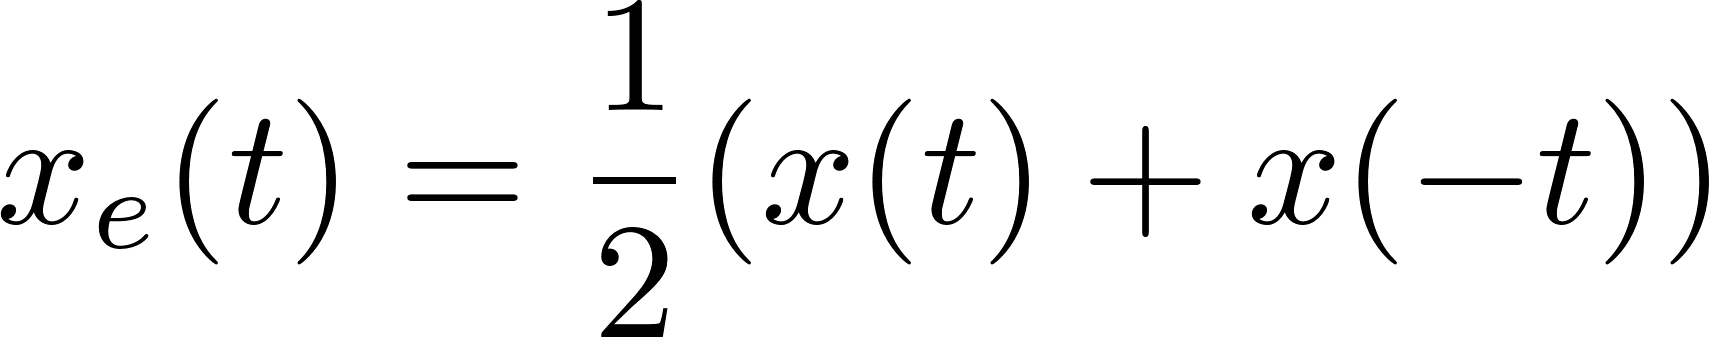 x_e(t) = \frac{1}{2}(x(t) + x(-t))